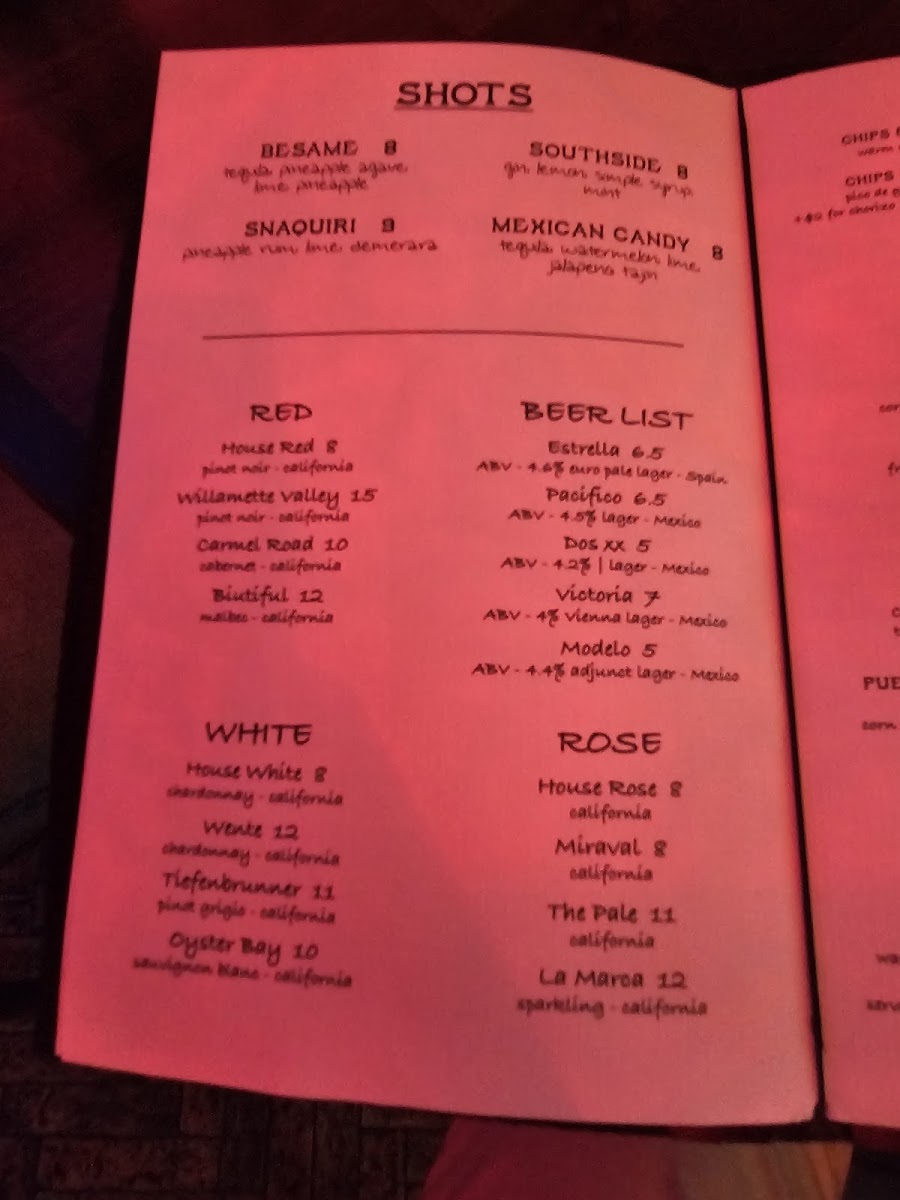 SHOTS
BESAME 8
tequila pineapple agave,
lime, pineapple
SOUTHSIDE 8
gin, lemon, simple syrup,
mint
SNAQUIRI 9
pineapple rum, lime, demerara
MEXICAN CANDY 8
tequila, watermelon, lime,
jalapeno, tajin
RED
House Red 8
pinot noir - california
Willamette Valley 15
pinot noir - california
Carmel Road 10
cabernet - california
Biutiful 12
malbec - california
BEER LIST
Estrella 6.5
ABV - 4.6% euro pale lager - Spain
Pacifico 6.5
ABV - 4.5% lager - Mexico
Dos xx 5
ABV - 4.2% | lager - Mexico
Victoria 7
ABV - 4% vienna lager - Mexico
Modelo 5
ABV - 4.4% adjunct lager - Mexico
WHITE
House White 8
chardonnay - california
Wente 12
chardonnay - california
Tiefenbrunner 11
pinot grigio - california
Oyster Bay 10
sauvignon blanc - california
ROSE
House Rose 8
california
Miraval 8
california
The Pale 11
california
La Marca 12
sparkling - california
CHIPS
warm
CHIPS
pico de
+$2 for chorizo
PUE
corn